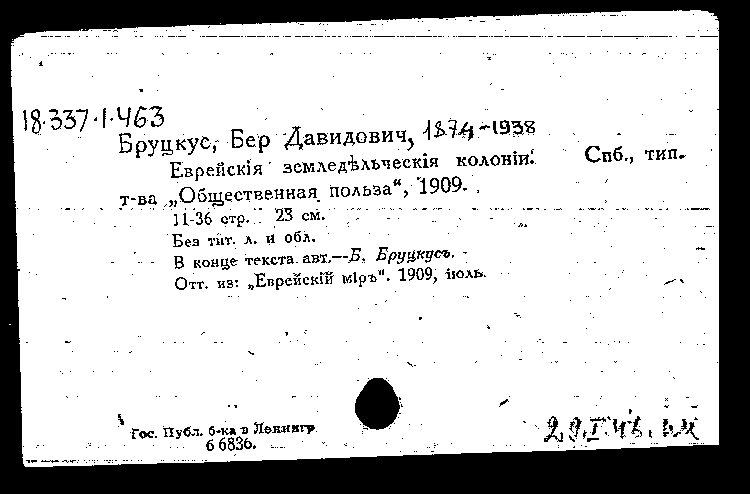 18.337.1.463
Бруцкус, Бер Давидович, 1874-1938
Еврейскія земледѣльческія колоніи. Спб., тип.
т-ва „Общественная польза“, 1909.
11-36 стр. 23 см.
Без тит. л. и обл.
В конце текста авт.—Б. Бруцкусъ.
Отт. из: „Еврейскій міръ“. 1909, іюль.
Гос. Публ. б-ка в Ленингр
б 6836.
29.I.48.